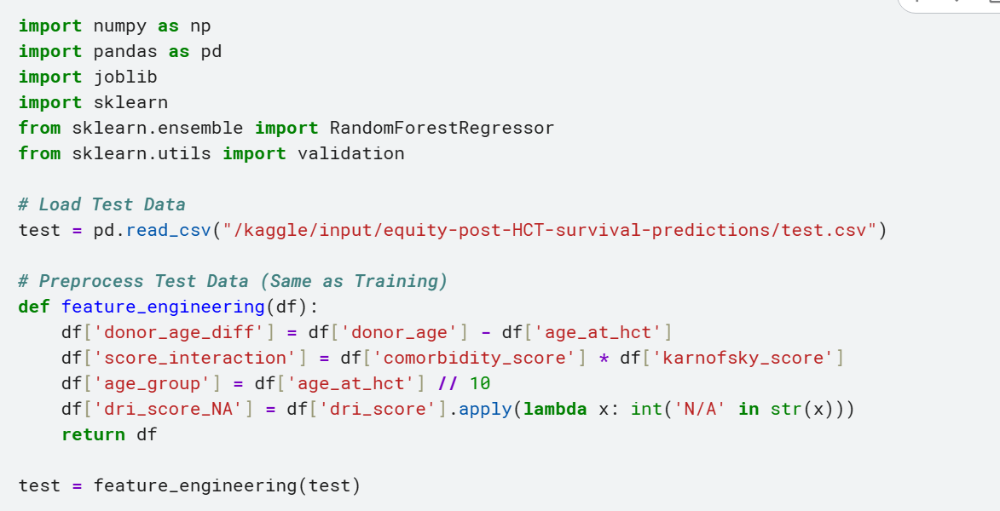 import numpy as np
import pandas as pd
import joblib
import sklearn
from sklearn.ensemble import RandomForestRegressor
from sklearn.utils import validation

# Load Test Data
test = pd.read_csv("/kaggle/input/equity-post-HCT-survival-predictions/test.csv")

# Preprocess Test Data (Same as Training)
def feature_engineering(df):
    df['donor_age_diff'] = df['donor_age'] - df['age_at_hct']
    df['score_interaction'] = df['comorbidity_score'] * df['karnofsky_score']
    df['age_group'] = df['age_at_hct'] // 10
    df['dri_score_NA'] = df['dri_score'].apply(lambda x: int('N/A' in str(x)))
    return df

test = feature_engineering(test)